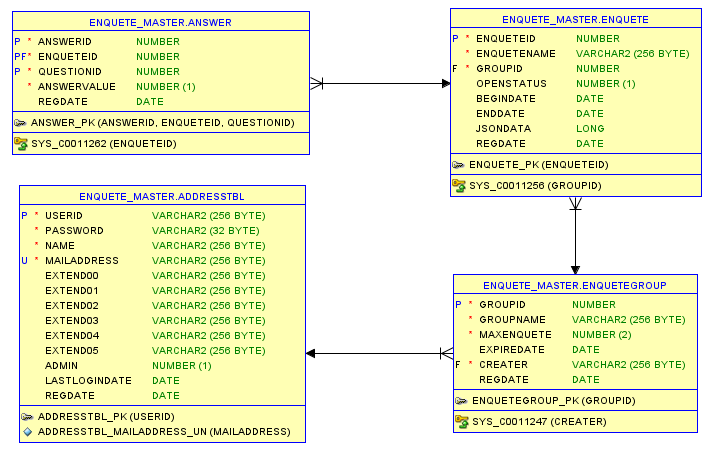 ENQUETE_MASTER.ANSWER
P * ANSWERID NUMBER
PF* ENQUETEID NUMBER
P * QUESTIONID NUMBER
* ANSWERVALUE NUMBER (1)
REGDATE DATE
ANSWER_PK (ANSWERID, ENQUETEID, QUESTIONID)
SYS_C0011262 (ENQUETEID)
ENQUETE_MASTER.ENQUETE
P * ENQUETEID NUMBER
* ENQUETENAME VARCHAR2 (256 BYTE)
F * GROUPID NUMBER
OPENSTATUS NUMBER (1)
BEGINDATE DATE
ENDDATE DATE
JSONDATA LONG
REGDATE DATE
ENQUETE_PK (ENQUETEID)
SYS_C0011256 (GROUPID)
ENQUETE_MASTER.ADDRESSTBL
P * USERID VARCHAR2 (256 BYTE)
* PASSWORD VARCHAR2 (32 BYTE)
* NAME VARCHAR2 (256 BYTE)
U * MAILADDRESS VARCHAR2 (256 BYTE)
EXTEND00 VARCHAR2 (256 BYTE)
EXTEND01 VARCHAR2 (256 BYTE)
EXTEND02 VARCHAR2 (256 BYTE)
EXTEND03 VARCHAR2 (256 BYTE)
EXTEND04 VARCHAR2 (256 BYTE)
EXTEND05 VARCHAR2 (256 BYTE)
ADMIN NUMBER (1)
LASTLOGINDATE DATE
REGDATE DATE
ADDRESSTBL_PK (USERID)
ADDRESSTBL_MAILADDRESS_UN (MAILADDRESS)
ENQUETE_MASTER.ENQUETEGROUP
P * GROUPID NUMBER
* GROUPNAME VARCHAR2 (256 BYTE)
* MAXENQUETE NUMBER (2)
EXPIREDATE DATE
F * CREATER VARCHAR2 (256 BYTE)
REGDATE DATE
ENQUETEGROUP_PK (GROUPID)
SYS_C0011247 (CREATER)